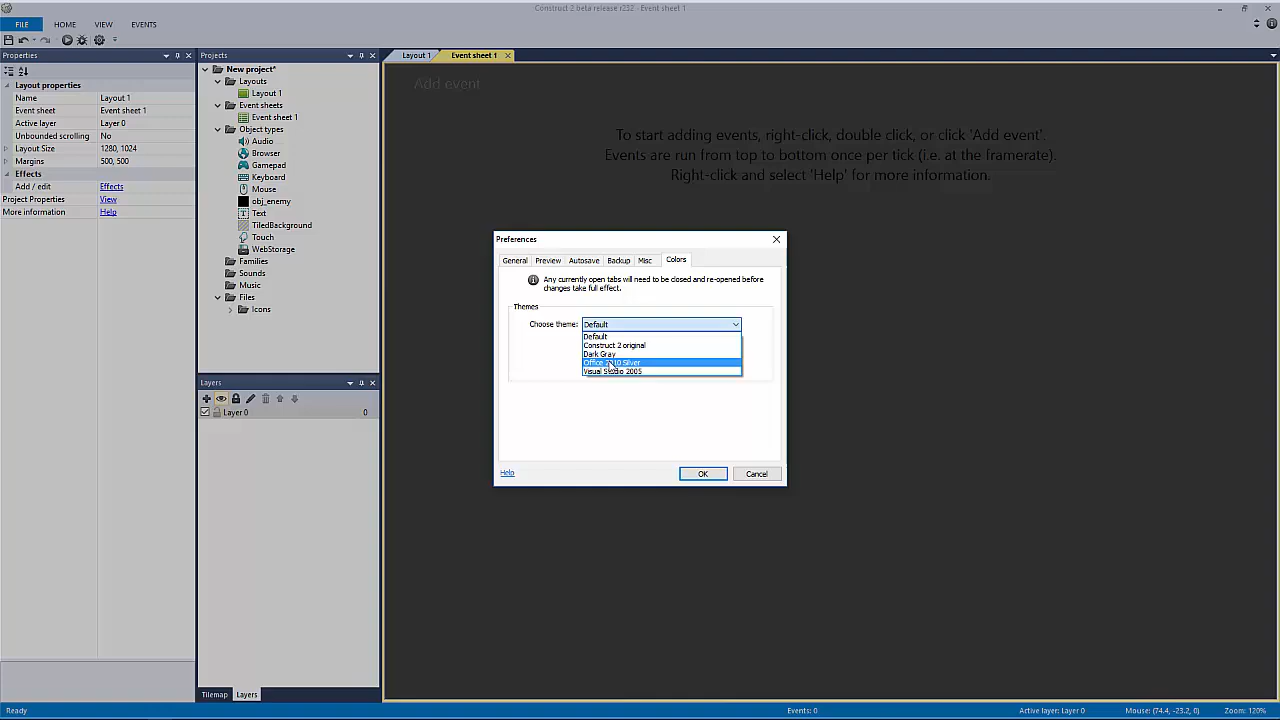 Construct 2 beta release r232 - Event sheet 1
FILE HOME VIEW EVENTS
Properties
Layout properties
Name Layout 1
Event sheet Event sheet 1
Active layer Layer 0
Unbounded scrolling No
Layout Size 1280, 1024
Margins 500, 500
Effects
Add / edit Effects
Project Properties View
More information Help
Projects
New project*
Layouts
Layout 1
Event sheets
Event sheet 1
Object types
Audio
Browser
Gamepad
Keyboard
Mouse
obj_enemy
Text
TiledBackground
Touch
WebStorage
Families
Sounds
Music
Files
Icons
Layers
Layer 0 0
Tilemap Layers
Layout 1 Event sheet 1
Add event
To start adding events, right-click, double click, or click 'Add event'.
Events are run from top to bottom once per tick (i.e. at the framerate).
Right-click and select 'Help' for more information.
Preferences
General Preview Autosave Backup Misc Colors
Any currently open tabs will need to be closed and re-opened before
changes take full effect.
Themes
Choose theme: Default
Default
Construct 2 original
Dark Gray
Office 2010 Silver
Visual Studio 2005
Help OK Cancel
Ready Events: 0 Active layer: Layer 0 Mouse: (74.4, -23.2, 0) Zoom: 120%